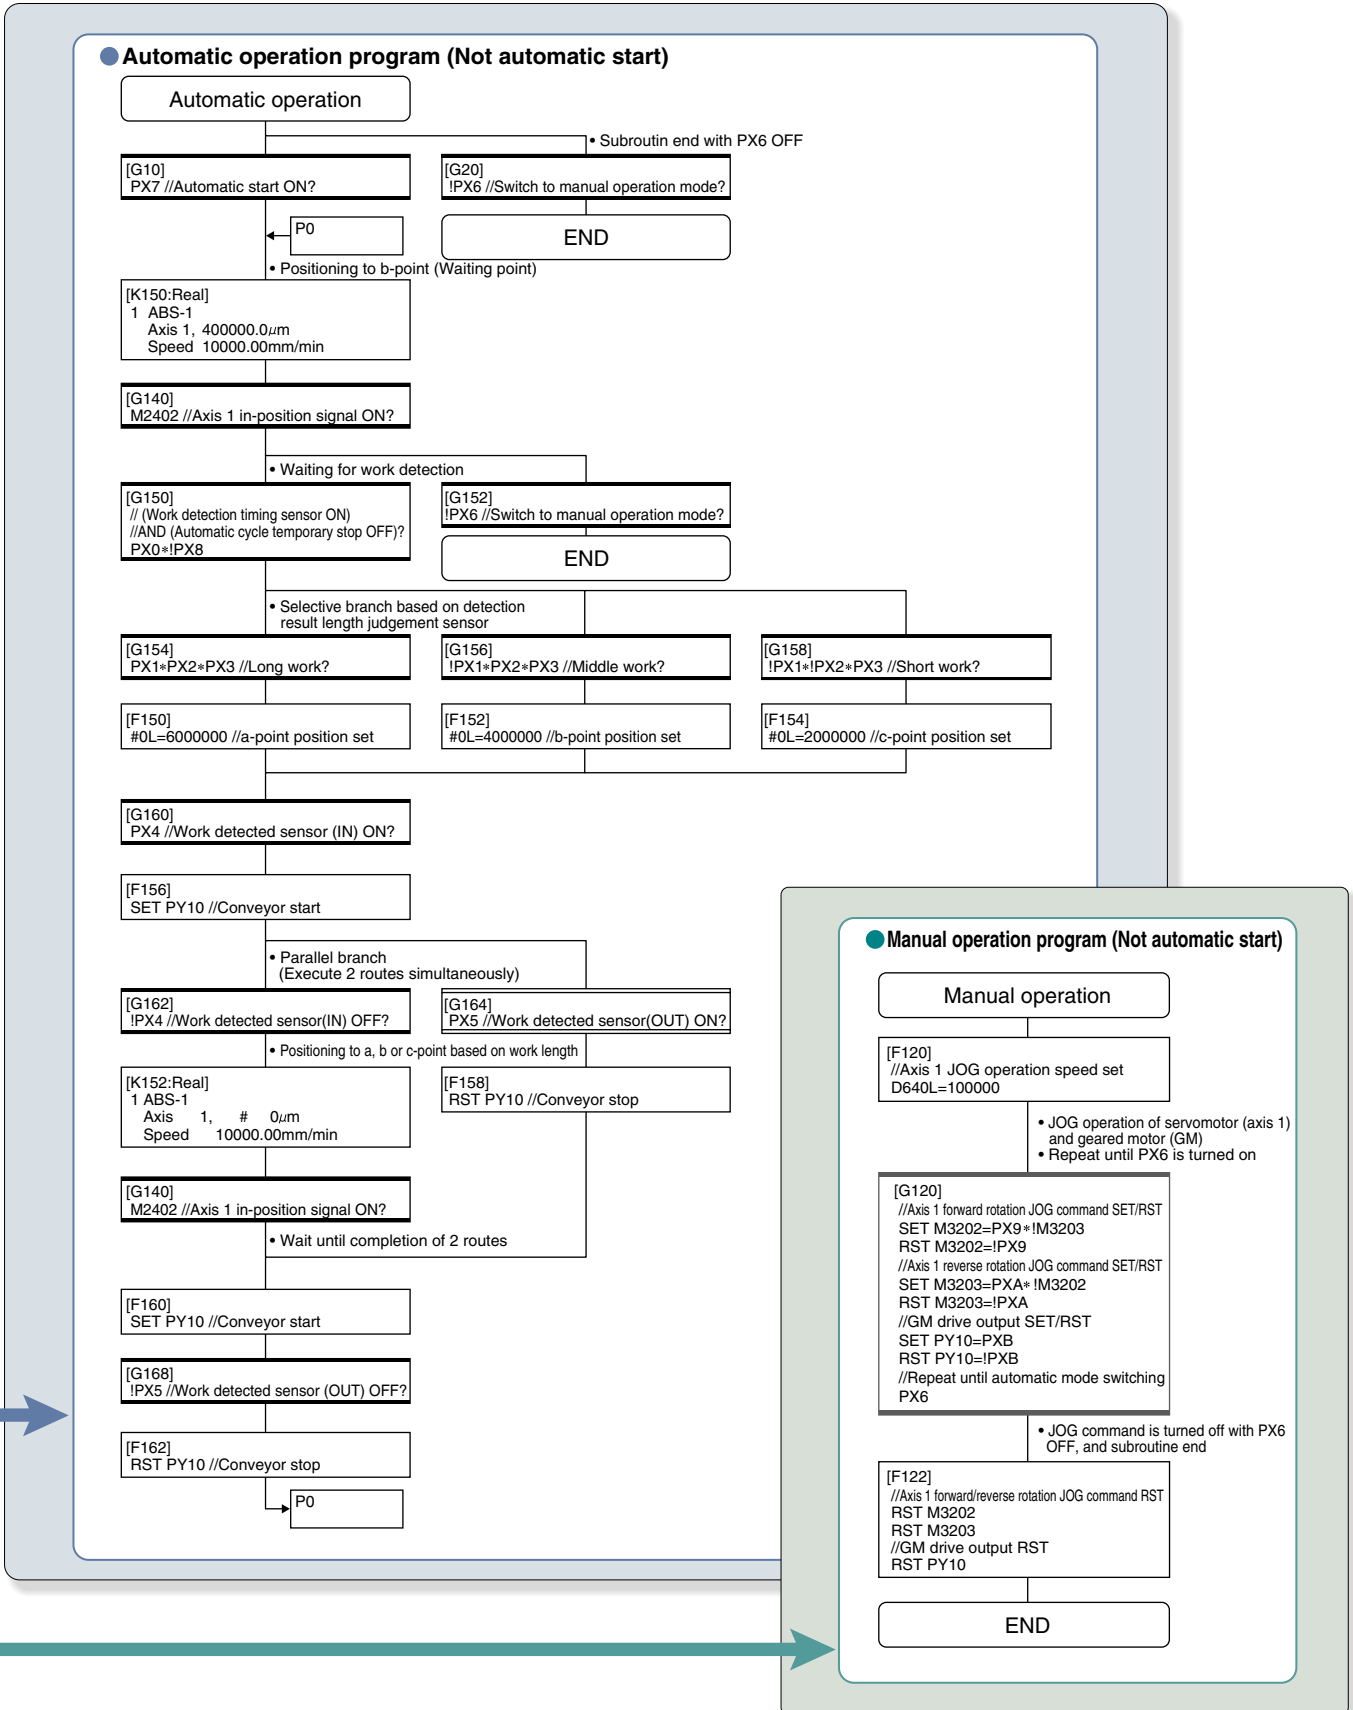 Automatic operation program (Not automatic start)
Automatic operation
• Subroutin end with PX6 OFF
[G10]
PX7 //Automatic start ON?
[G20]
!PX6 //Switch to manual operation mode?
P0
END
• Positioning to b-point (Waiting point)
[K150:Real]
1 ABS-1
Axis 1, 400000.0µm
Speed 10000.00mm/min
[G140]
M2402 //Axis 1 in-position signal ON?
• Waiting for work detection
[G150]
// (Work detection timing sensor ON)
//AND (Automatic cycle temporary stop OFF)?
PX0*!PX8
[G152]
!PX6 //Switch to manual operation mode?
END
• Selective branch based on detection
result length judgement sensor
[G154]
PX1*PX2*PX3 //Long work?
[G156]
!PX1*PX2*PX3 //Middle work?
[G158]
!PX1*!PX2*PX3 //Short work?
[F150]
#0L=6000000 //a-point position set
[F152]
#0L=4000000 //b-point position set
[F154]
#0L=2000000 //c-point position set
[G160]
PX4 //Work detected sensor (IN) ON?
[F156]
SET PY10 //Conveyor start
• Parallel branch
(Execute 2 routes simultaneously)
[G162]
!PX4 //Work detected sensor(IN) OFF?
[G164]
PX5 //Work detected sensor(OUT) ON?
• Positioning to a, b or c-point based on work length
[K152:Real]
1 ABS-1
Axis 1, # 0µm
Speed 10000.00mm/min
[F158]
RST PY10 //Conveyor stop
[G140]
M2402 //Axis 1 in-position signal ON?
• Wait until completion of 2 routes
[F160]
SET PY10 //Conveyor start
[G168]
!PX5 //Work detected sensor (OUT) OFF?
[F162]
RST PY10 //Conveyor stop
P0
Manual operation program (Not automatic start)
Manual operation
[F120]
//Axis 1 JOG operation speed set
D640L=100000
• JOG operation of servomotor (axis 1)
and geared motor (GM)
• Repeat until PX6 is turned on
[G120]
//Axis 1 forward rotation JOG command SET/RST
SET M3202=PX9*!M3203
RST M3202=!PX9
//Axis 1 reverse rotation JOG command SET/RST
SET M3203=PXA* !M3202
RST M3203=!PXA
//GM drive output SET/RST
SET PY10=PXB
RST PY10=!PXB
//Repeat until automatic mode switching
PX6
• JOG command is turned off with PX6
OFF, and subroutine end
[F122]
//Axis 1 forward/reverse rotation JOG command RST
RST M3202
RST M3203
//GM drive output RST
RST PY10
END